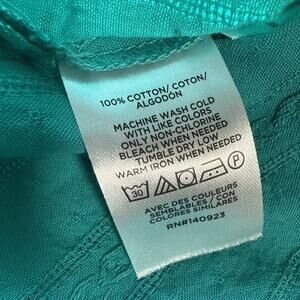 100% COTTON/ COTON/
ALGODÓN
MACHINE WASH COLD
WITH LIKE COLORS
ONLY NON-CHLORINE
BLEACH WHEN NEEDED
TUMBLE DRY LOW
WARM IRON WHEN NEEDED
30 P
AVEC DES COULEURS
SEMBLABLES / CON
COLORES SIMILARES
RN#140923